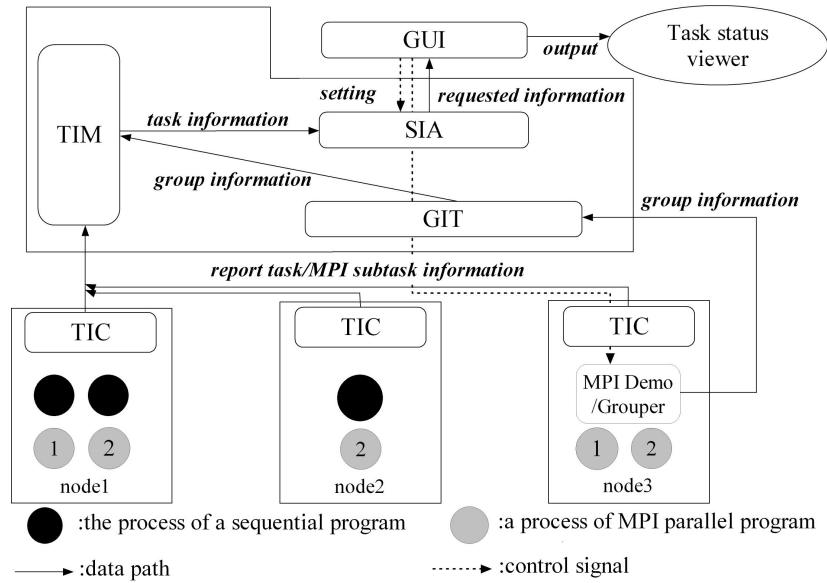 GUI
output
Task status
viewer
setting
requested information
TIM
task information
SIA
group information
GIT
group information
report task/MPI subtask information
TIC
TIC
TIC
MPI Demo
/Grouper
1
2
2
1
2
node1
node2
node3
:the process of a sequential program
:a process of MPI parallel program
:data path
:control signal